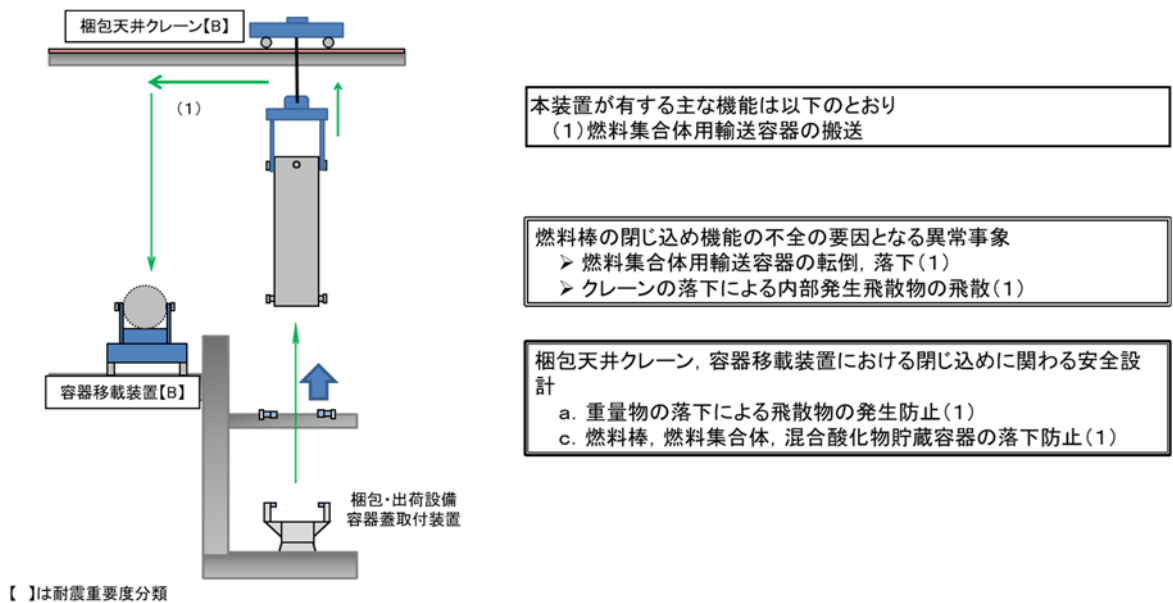 梱包天井クレーン【B】
(1)
容器移載装置【B】
梱包・出荷設備
容器蓋取付装置
【　】は耐震重要度分類
本装置が有する主な機能は以下のとおり
(1)燃料集合体用輸送容器の搬送
燃料棒の閉じ込め機能の不全の要因となる異常事象
➢ 燃料集合体用輸送容器の転倒，落下(1)
➢ クレーンの落下による内部発生飛散物の飛散(1)
梱包天井クレーン，容器移載装置における閉じ込めに関わる安全設
計
a．重量物の落下による飛散物の発生防止(1)
c．燃料棒，燃料集合体，混合酸化物貯蔵容器の落下防止(1)